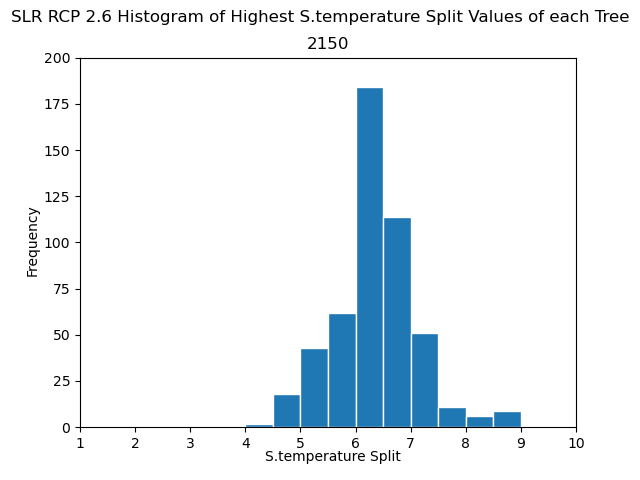 SLR RCP 2.6 Histogram of Highest S.temperature Split Values of each Tree
2150
200
175
150
125
100
75
50
25
0
Frequency
1 2 3 4 5 6 7 8 9 10
S.temperature Split